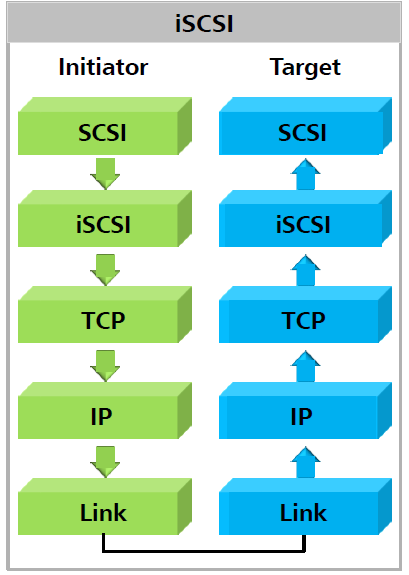 iSCSI
Initiator
Target
SCSI
SCSI
iSCSI
iSCSI
TCP
TCP
IP
IP
Link
Link